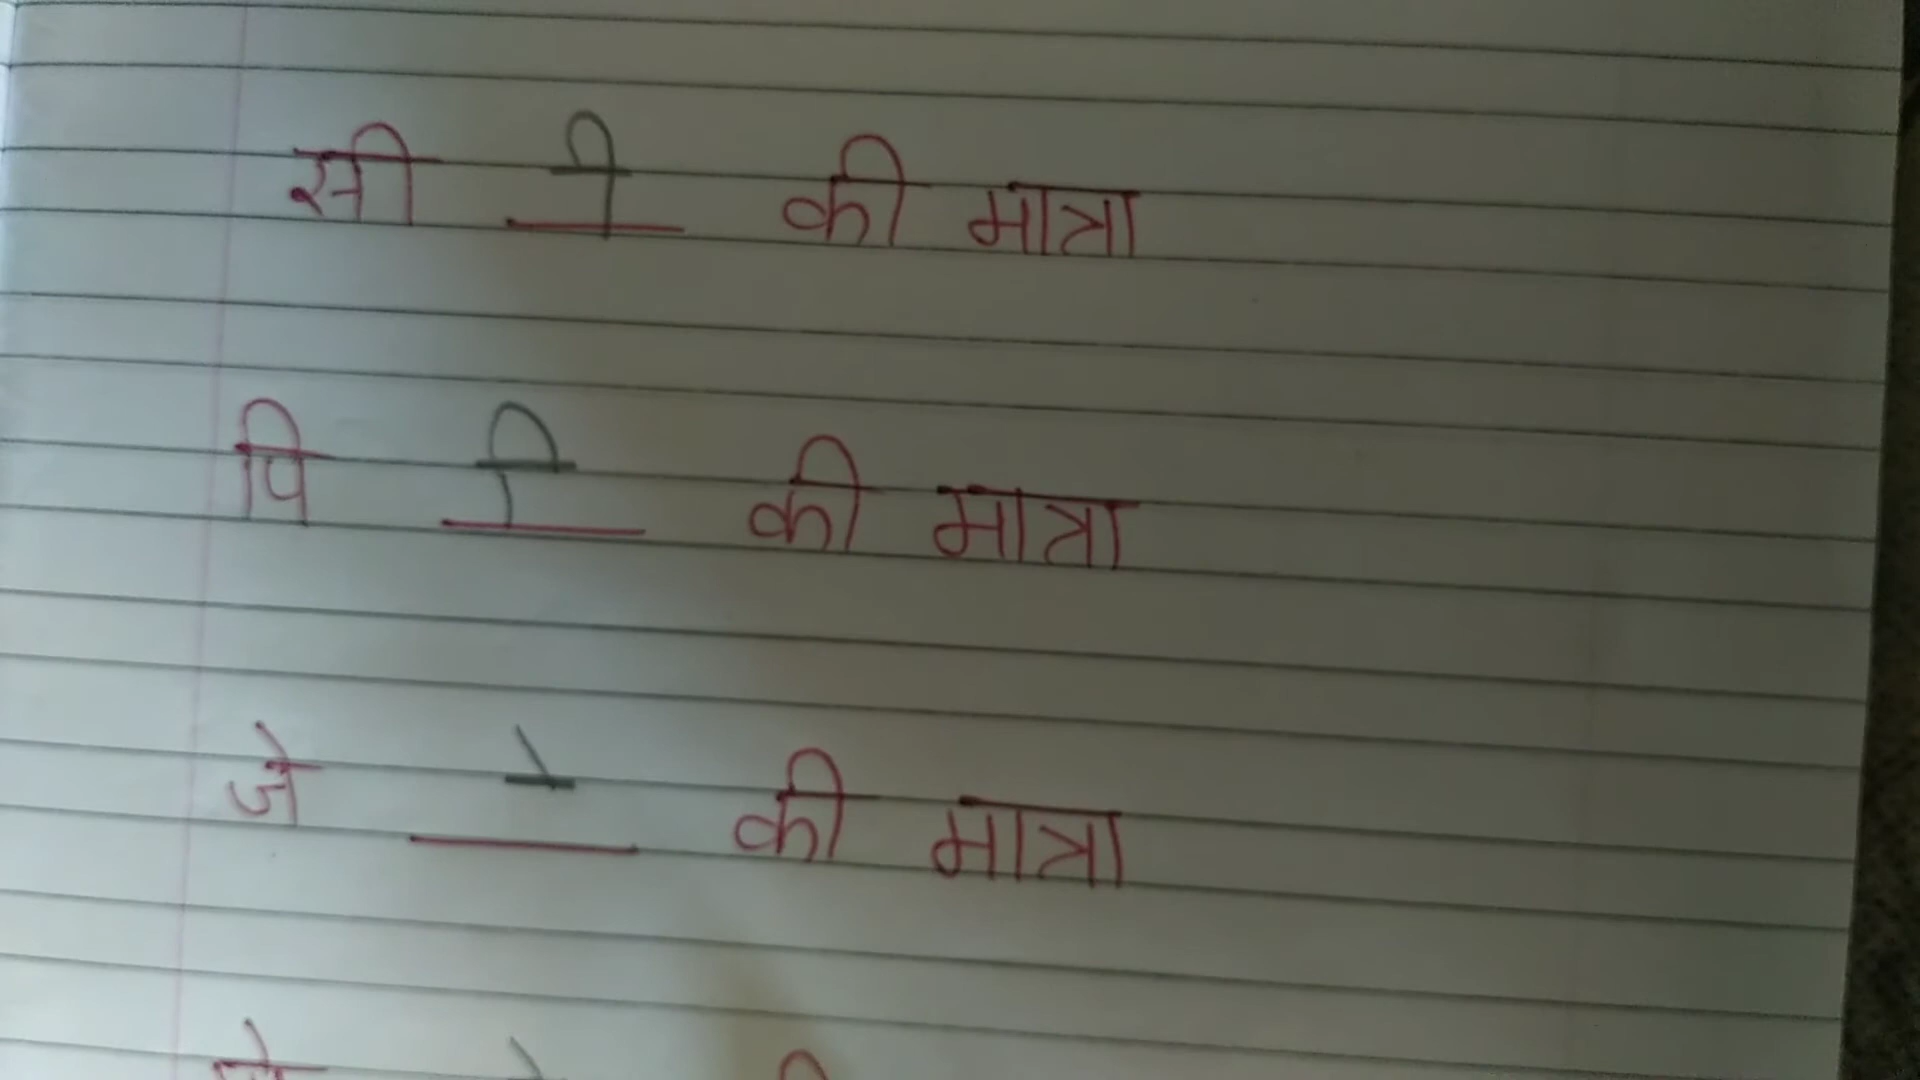 सी ी की मात्रा
पि ि की मात्रा
जे े की मात्रा